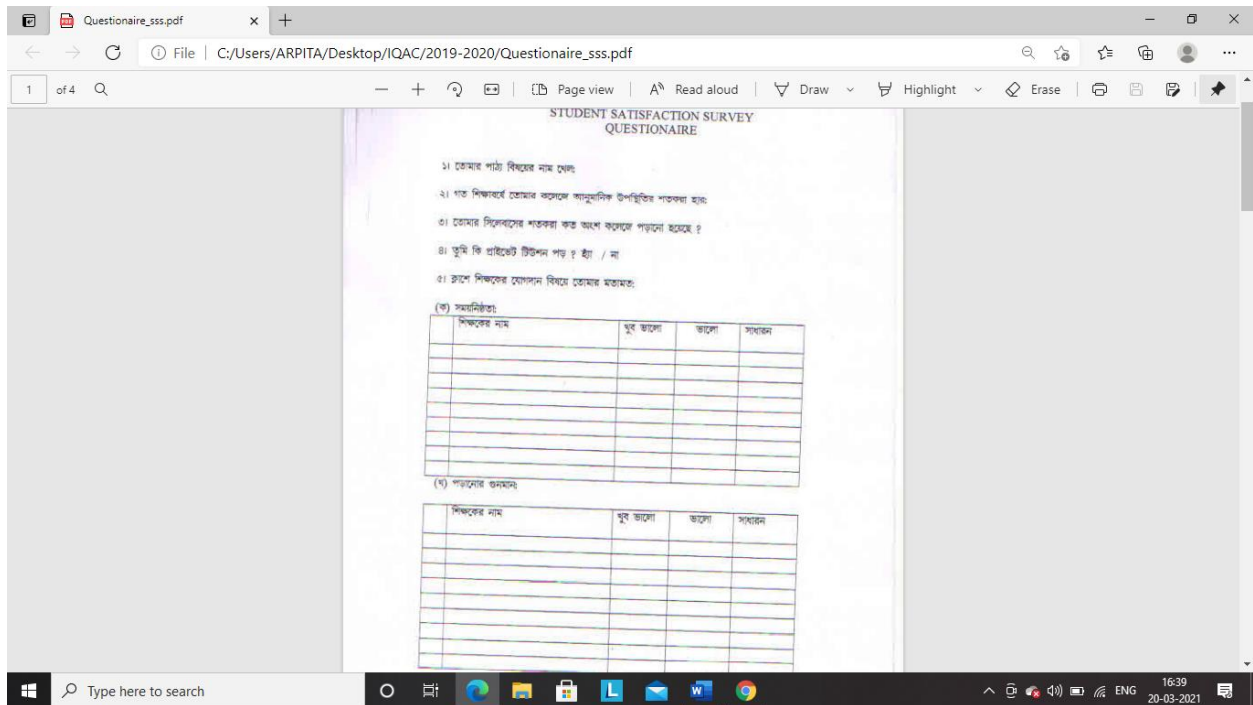 Questionaire_sss.pdf
File C:/Users/ARPITA/Desktop/IQAC/2019-2020/Questionaire_sss.pdf
1 of 4 Page view Read aloud Draw Highlight Erase
STUDENT SATISFACTION SURVEY
QUESTIONAIRE
১। তোমার পাঠ্য বিষয়ের নাম লেখ:
২। গত শিক্ষাবর্ষে তোমার কলেজে আনুমানিক উপস্থিতির শতকরা হার:
৩। তোমার সিলেবাসের শতকরা কত অংশ কলেজে পড়ানো হয়েছে ?
৪। তুমি কি প্রাইভেট টিউশন পড় ? হ্যাঁ / না
৫। ক্লাশে শিক্ষকের যোগদান বিষয়ে তোমার মতামত:
(ক) সময়নিষ্ঠতা:
শিক্ষকের নাম খুব ভালো ভালো সাধারন
(খ) পড়ানোর গুনমান:
শিক্ষকের নাম খুব ভালো ভালো সাধারন
Type here to search ENG 16:39
20-03-2021